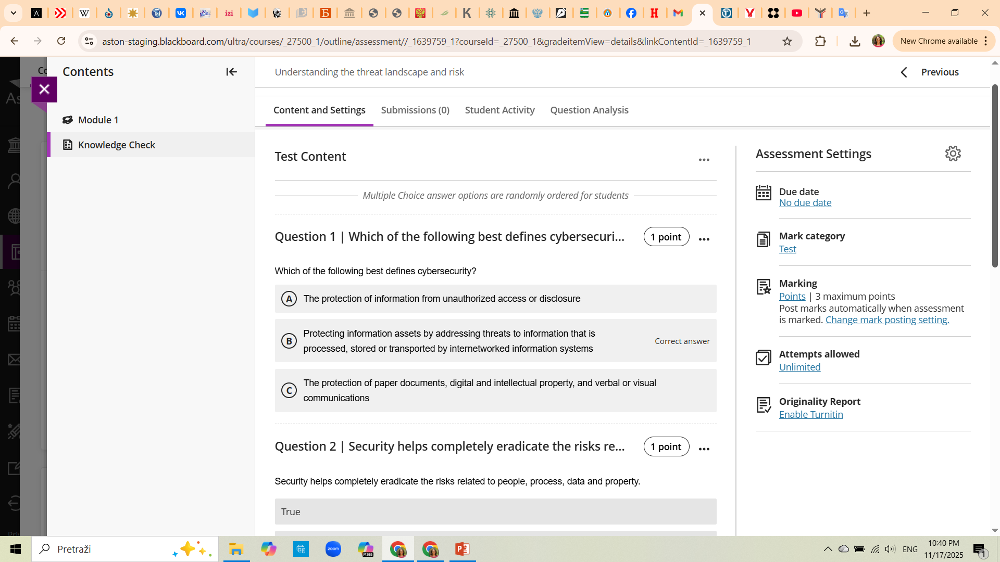 aston-staging.blackboard.com/ultra/courses/_27500_1/outline/assessment//_1639759_1?courseId=_27500_1&gradeitemView=details&linkContentId=_1639759_1
New Chrome available
Contents
Module 1
Knowledge Check
Understanding the threat landscape and risk
Previous
Content and Settings
Submissions (0)
Student Activity
Question Analysis
Test Content
Multiple Choice answer options are randomly ordered for students
Question 1 | Which of the following best defines cybersecuri...
1 point
Which of the following best defines cybersecurity?
A
The protection of information from unauthorized access or disclosure
B
Protecting information assets by addressing threats to information that is
processed, stored or transported by internetworked information systems
Correct answer
C
The protection of paper documents, digital and intellectual property, and verbal or visual
communications
Question 2 | Security helps completely eradicate the risks re...
1 point
Security helps completely eradicate the risks related to people, process, data and property.
True
Assessment Settings
Due date
No due date
Mark category
Test
Marking
Points | 3 maximum points
Post marks automatically when assessment
is marked. Change mark posting setting.
Attempts allowed
Unlimited
Originality Report
Enable Turnitin
Pretraži
zoom
M365
ENG
10:40 PM
11/17/2025
1